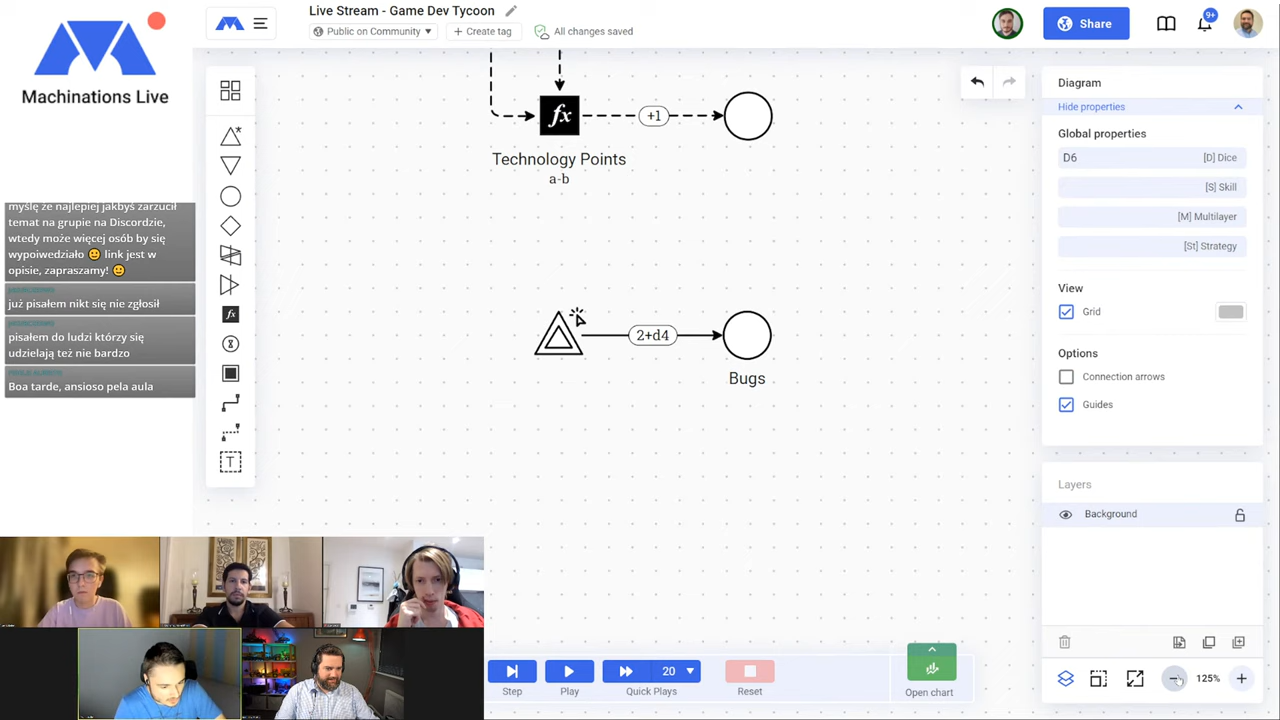 Machinations Live
Live Stream - Game Dev Tycoon
Public on Community
+ Create tag
All changes saved
Share
9+
myślę że najlepiej jakbyś zarzucił
temat na grupie na Discordzie,
wtedy może więcej osób by się
wypoiwedziało 🙂 link jest w
opisie, zapraszamy! 🙂
już pisałem nikt się nie zgłosił
pisałem do ludzi którzy się
udzielają też nie bardzo
Boa tarde, ansioso pela aula
fx
T
fx
+1
Technology Points
a-b
2+d4
Bugs
Diagram
Hide properties
Global properties
D6 [D] Dice
[S] Skill
[M] Multilayer
[St] Strategy
View
Grid
Options
Connection arrows
Guides
Layers
Background
Step
Play
20
Quick Plays
Reset
Open chart
125%